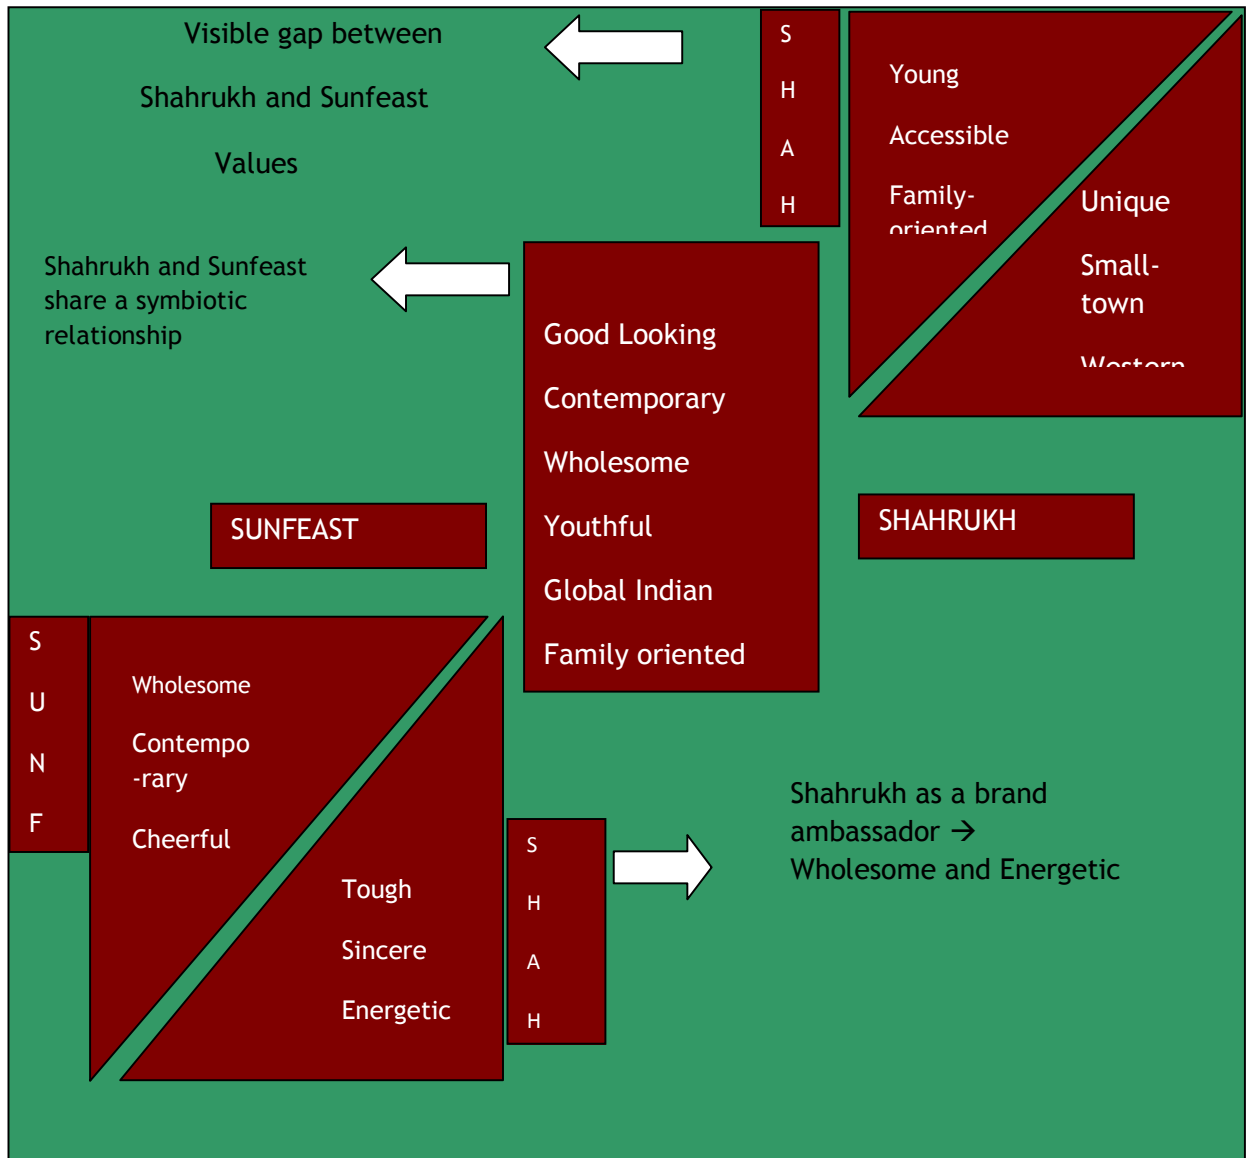 Visible gap between
Shahrukh and Sunfeast
Values
S
H
A
H
Young
Accessible
Family-
oriented
Unique
Small-
town
Western
Shahrukh and Sunfeast
share a symbiotic
relationship
Good Looking
Contemporary
Wholesome
Youthful
Global Indian
Family oriented
SUNFEAST
SHAHRUKH
S
U
N
F
Wholesome
Contempo
-rary
Cheerful
Tough
Sincere
Energetic
S
H
A
H
Shahrukh as a brand
ambassador →
Wholesome and Energetic